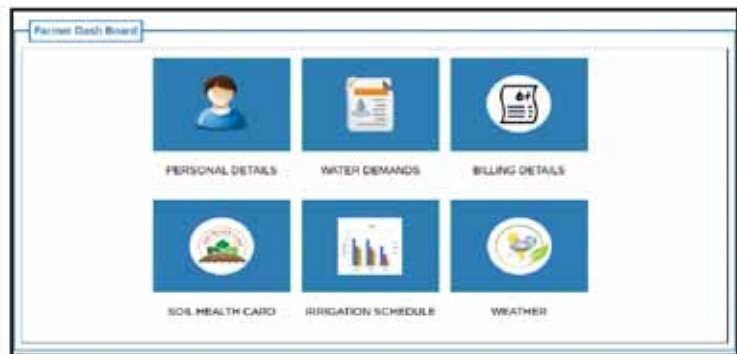 Farmer Dash Board
PERSONAL DETAILS
WATER DEMANDS
BILLING DETAILS
SOIL HEALTH CARD
IRRIGATION SCHEDULE
WEATHER